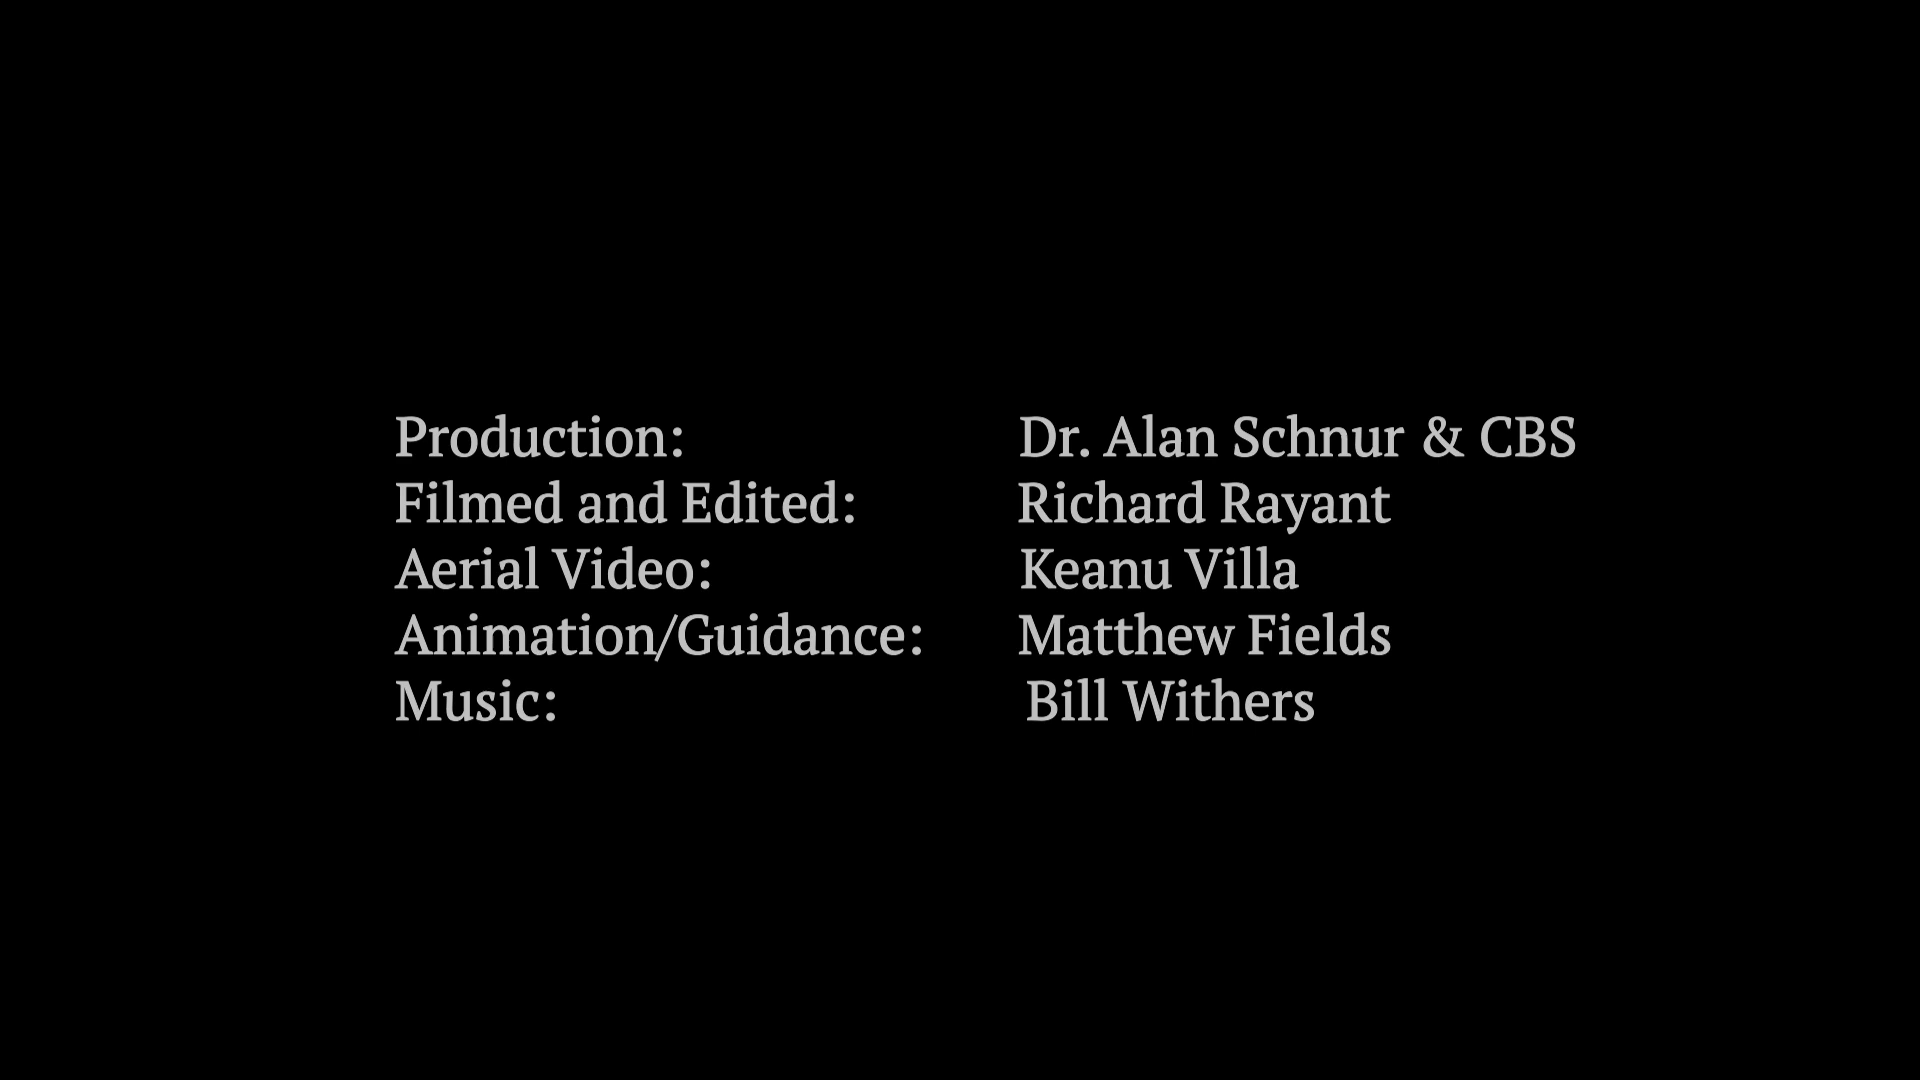 Production: Dr. Alan Schnur & CBS
Filmed and Edited: Richard Rayant
Aerial Video: Keanu Villa
Animation/Guidance: Matthew Fields
Music: Bill Withers